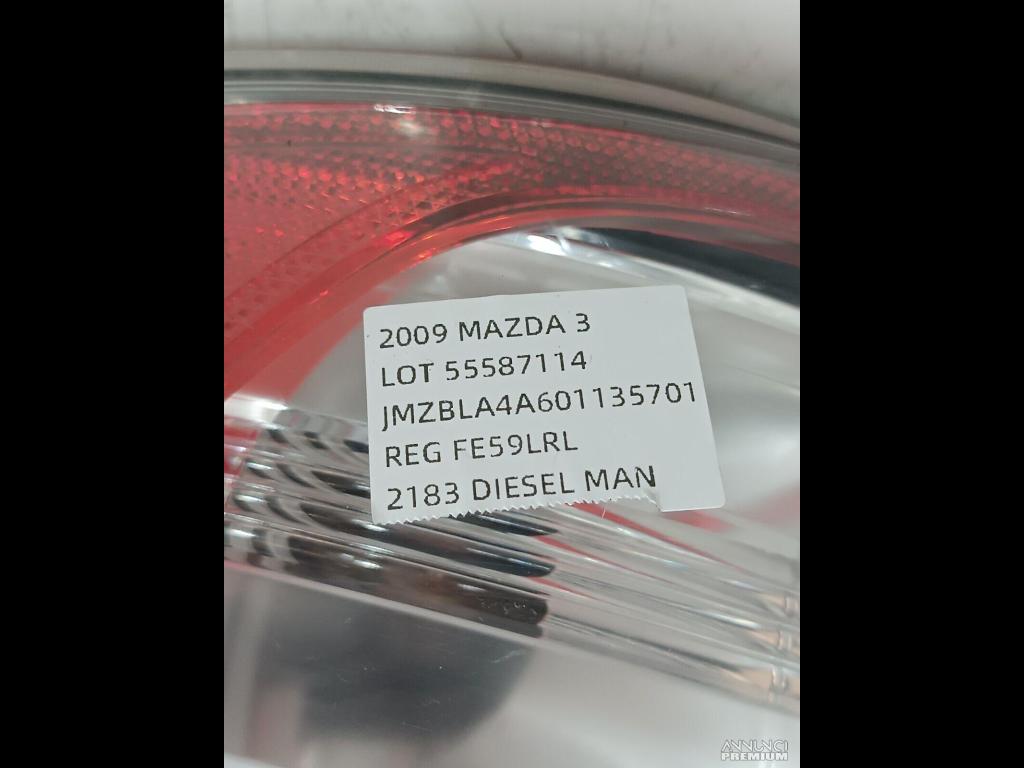 2009 MAZDA 3
LOT 55587114
JMZBLA4A601135701
REG FE59LRL
2183 DIESEL MAN
ANNUNCI
PREMIUM